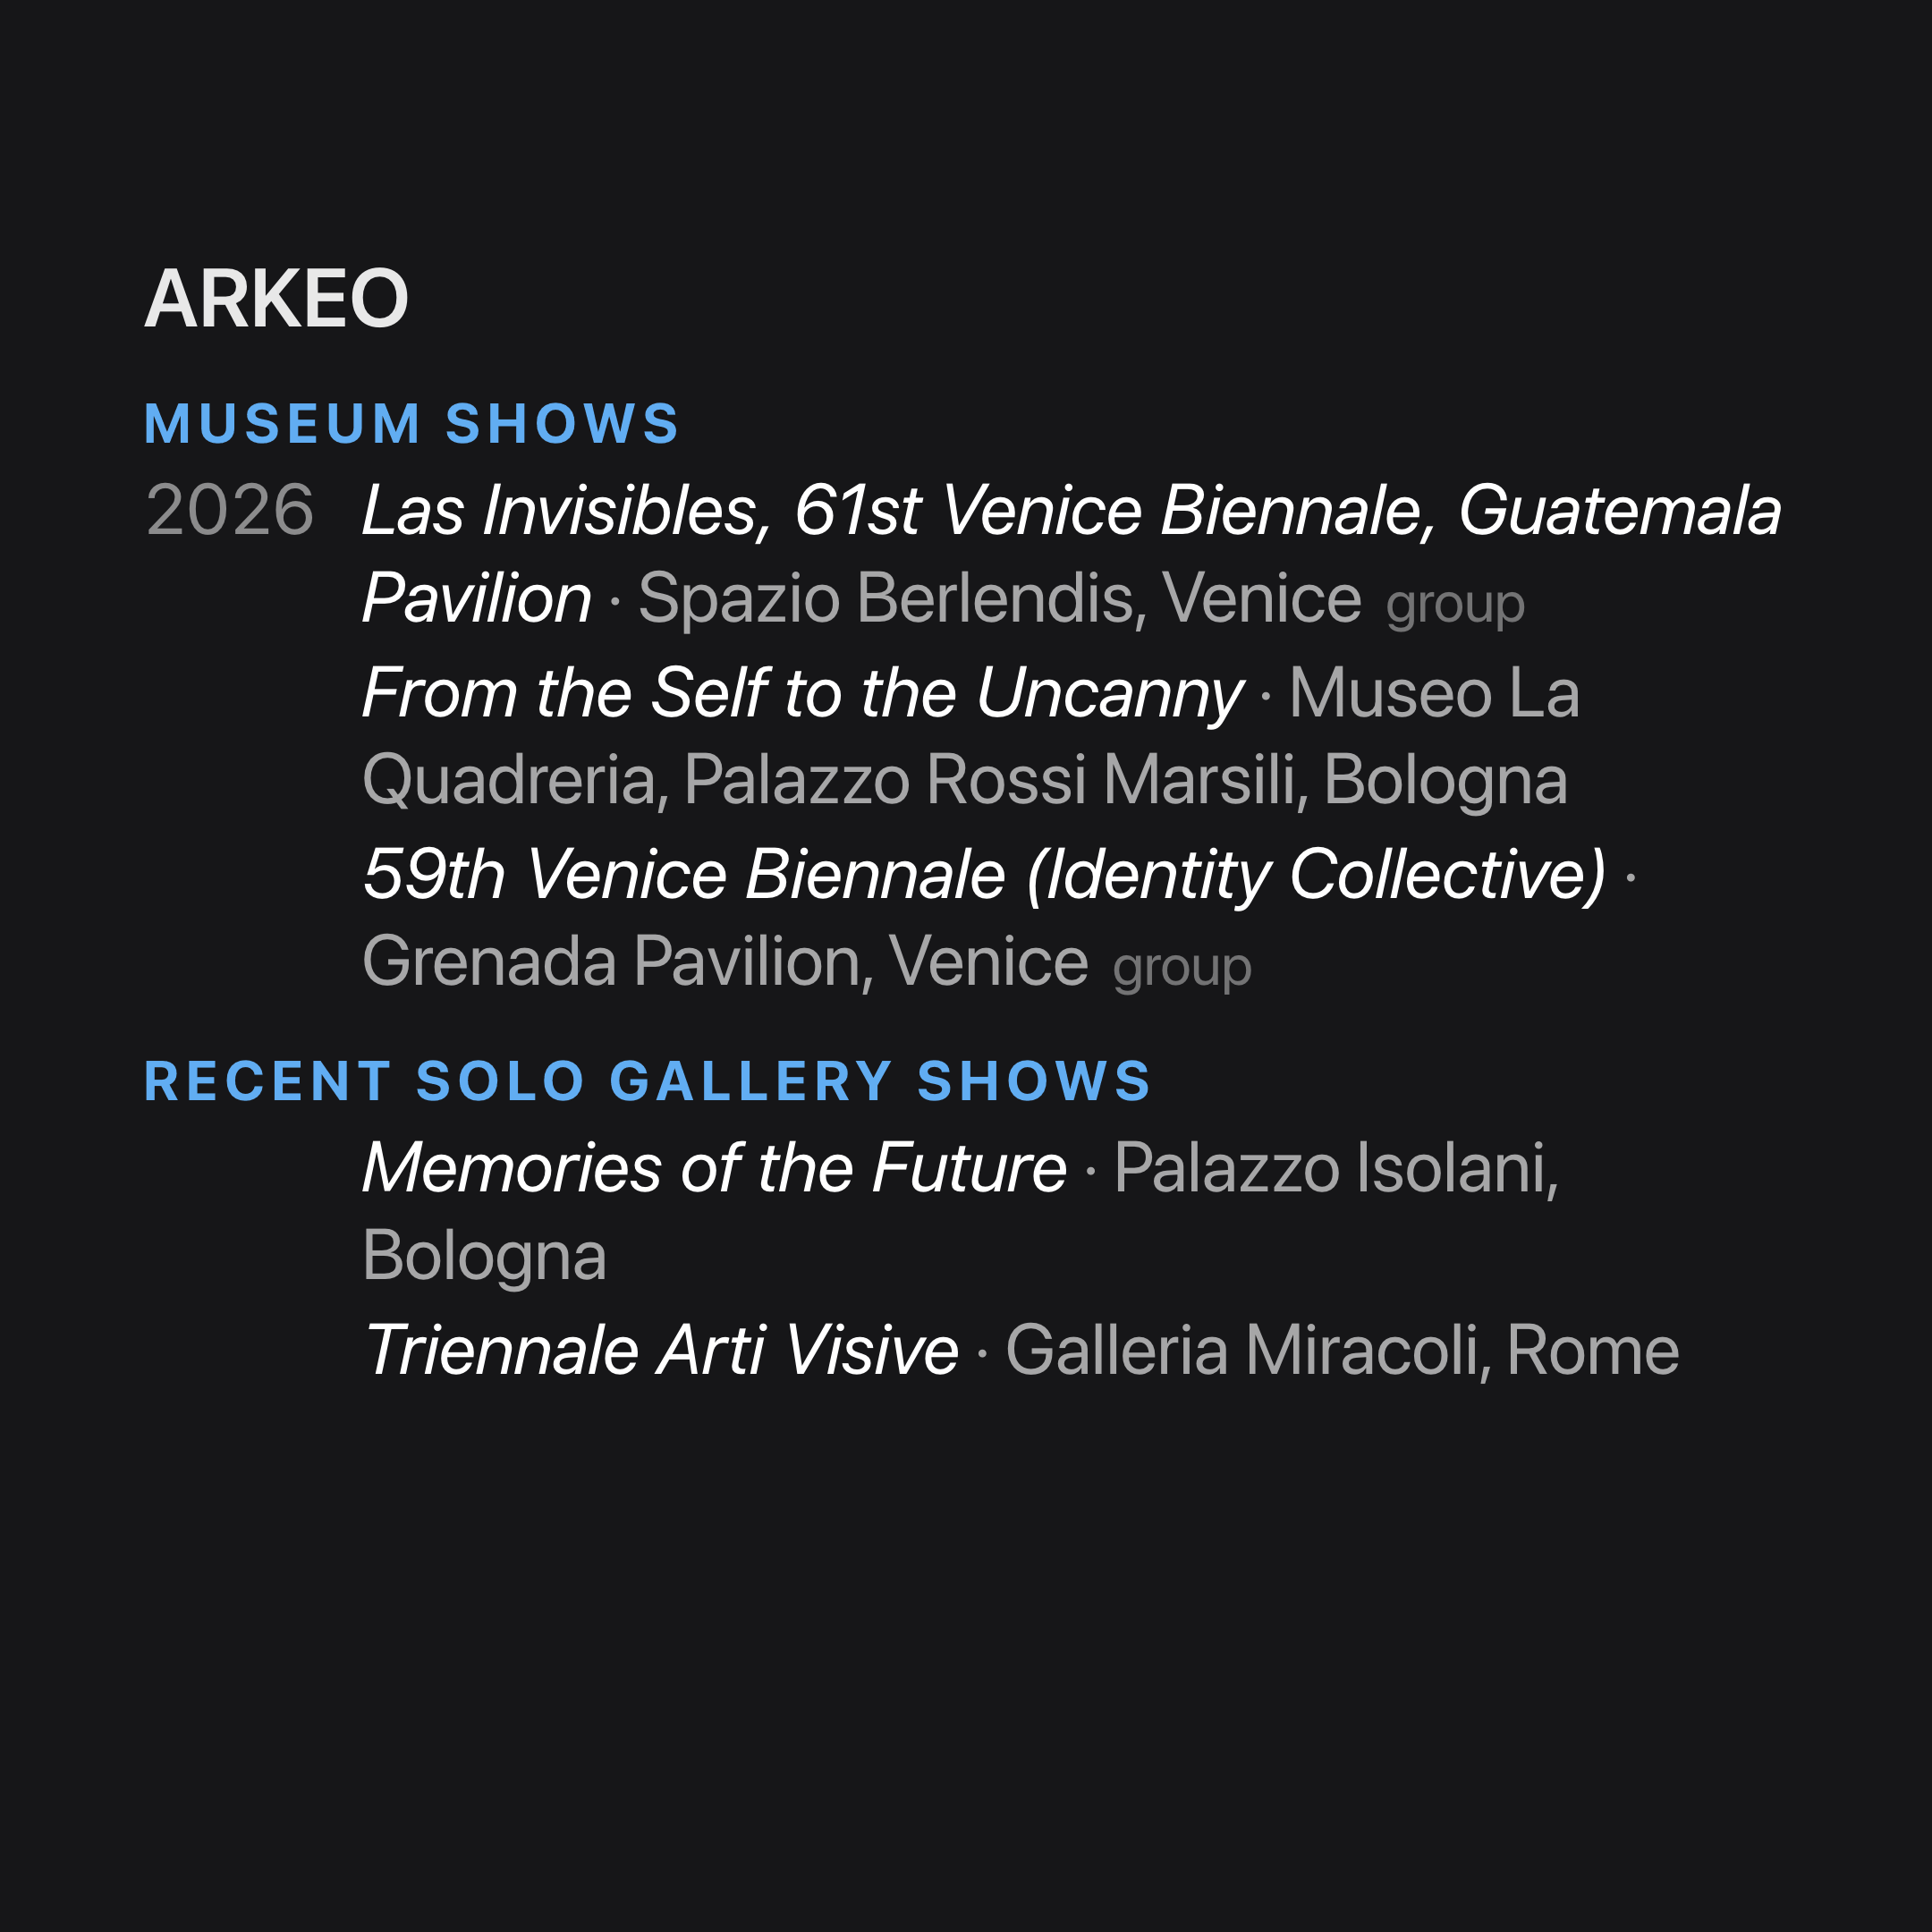 ARKEO
MUSEUM SHOWS
2026 Las Invisibles, 61st Venice Biennale, Guatemala
Pavilion · Spazio Berlendis, Venice group
From the Self to the Uncanny · Museo La
Quadreria, Palazzo Rossi Marsili, Bologna
59th Venice Biennale (Identity Collective) ·
Grenada Pavilion, Venice group
RECENT SOLO GALLERY SHOWS
Memories of the Future · Palazzo Isolani,
Bologna
Triennale Arti Visive · Galleria Miracoli, Rome